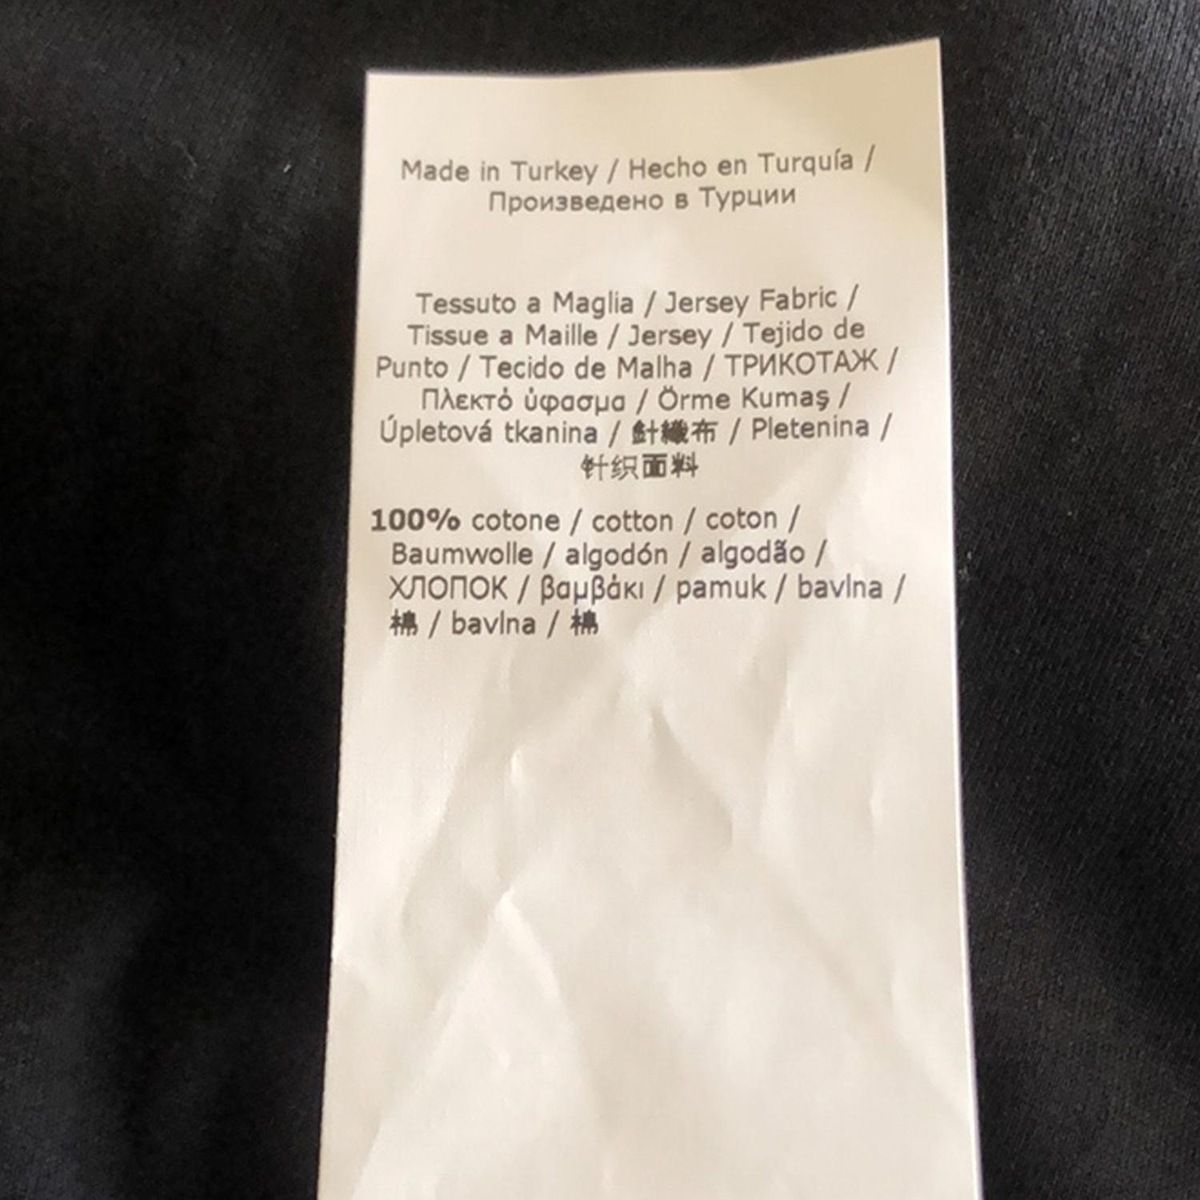 Made in Turkey / Hecho en Turquía /
Произведено в Турции
Tessuto a Maglia / Jersey Fabric /
Tissue a Maille / Jersey / Tejido de
Punto / Tecido de Malha / ТРИКОТАЖ /
Πλεκτό ύφασμα / Örme Kumaş /
Úpletová tkanina / 針織布 / Pletenina /
针织面料
100% cotone / cotton / coton /
Baumwolle / algodón / algodão /
ХЛОПОК / βαμβάκι / pamuk / bavlna /
棉 / bavlna / 棉